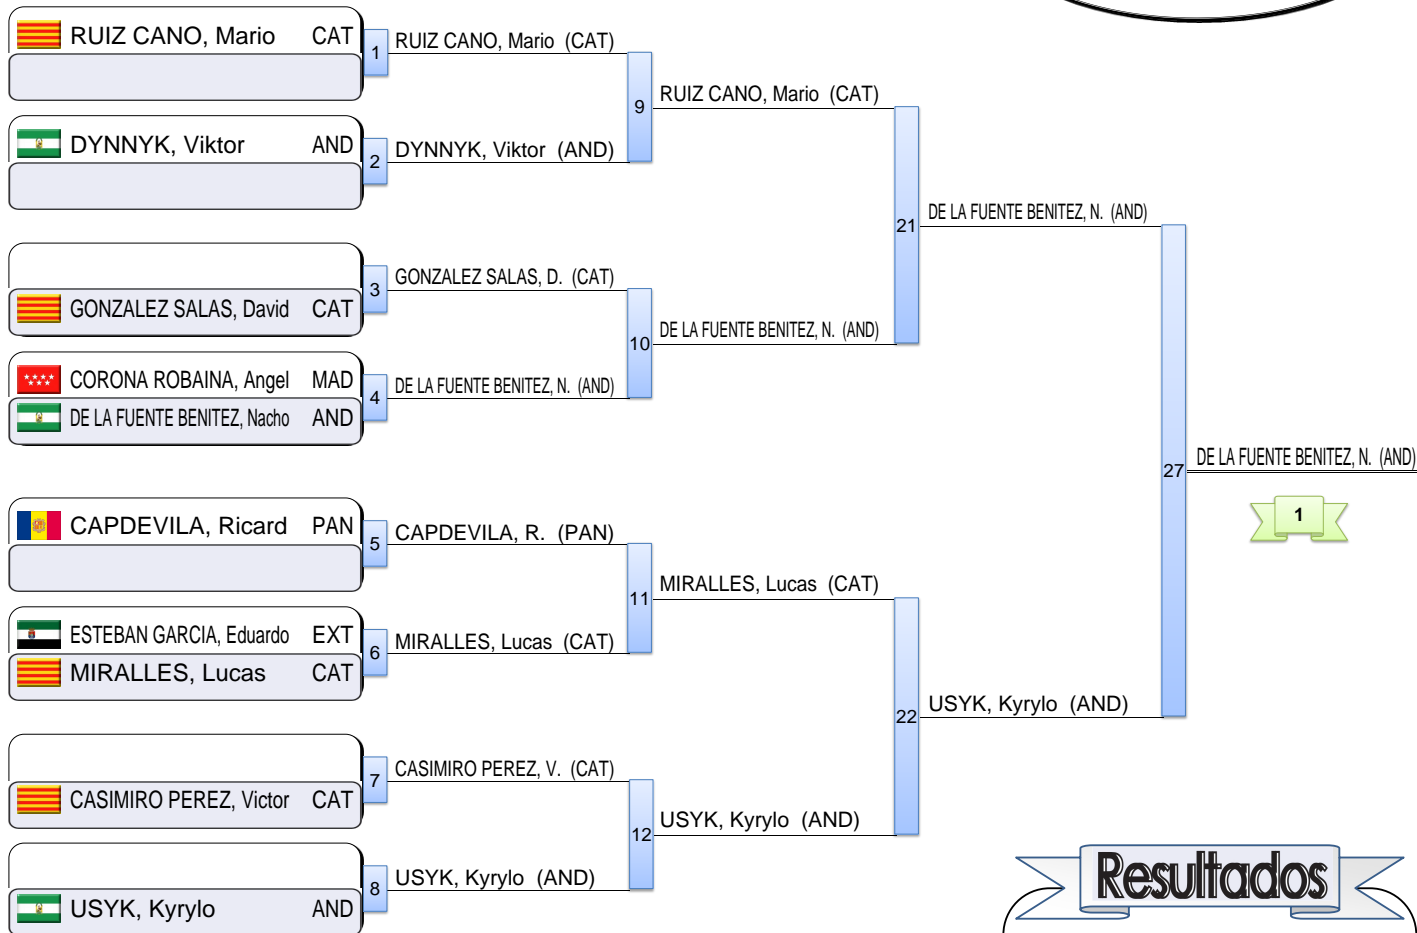 RUIZ CANO, Mario CAT
1
RUIZ CANO, Mario (CAT)
9
RUIZ CANO, Mario (CAT)
DYNNYK, Viktor AND
2
DYNNYK, Viktor (AND)
21
DE LA FUENTE BENITEZ, N. (AND)
3
GONZALEZ SALAS, D. (CAT)
GONZALEZ SALAS, David CAT
10
DE LA FUENTE BENITEZ, N. (AND)
CORONA ROBAINA, Angel MAD
4
DE LA FUENTE BENITEZ, N. (AND)
DE LA FUENTE BENITEZ, Nacho AND
27
DE LA FUENTE BENITEZ, N. (AND)
1
CAPDEVILA, Ricard PAN
5
CAPDEVILA, R. (PAN)
11
MIRALLES, Lucas (CAT)
ESTEBAN GARCIA, Eduardo EXT
6
MIRALLES, Lucas (CAT)
MIRALLES, Lucas CAT
22
USYK, Kyrylo (AND)
7
CASIMIRO PEREZ, V. (CAT)
CASIMIRO PEREZ, Victor CAT
12
USYK, Kyrylo (AND)
8
USYK, Kyrylo (AND)
USYK, Kyrylo AND
Resultados